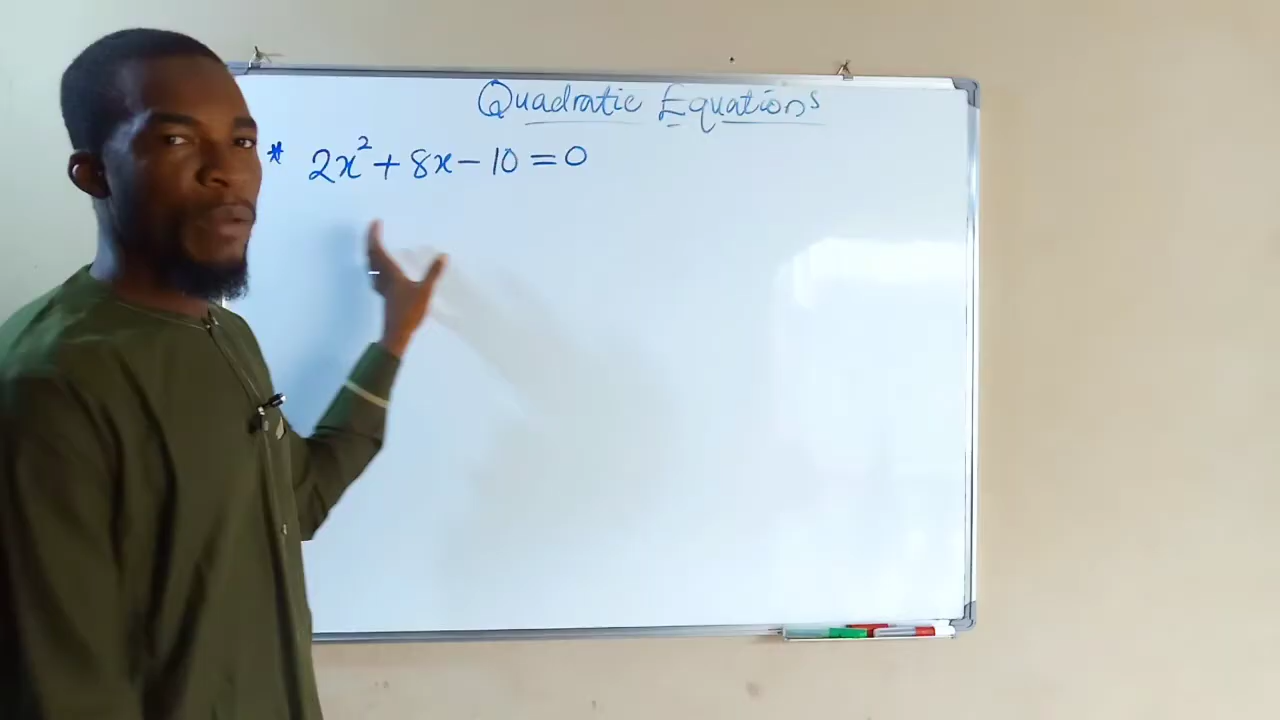 Quadratic Equations
* 2x² + 8x - 10 = 0